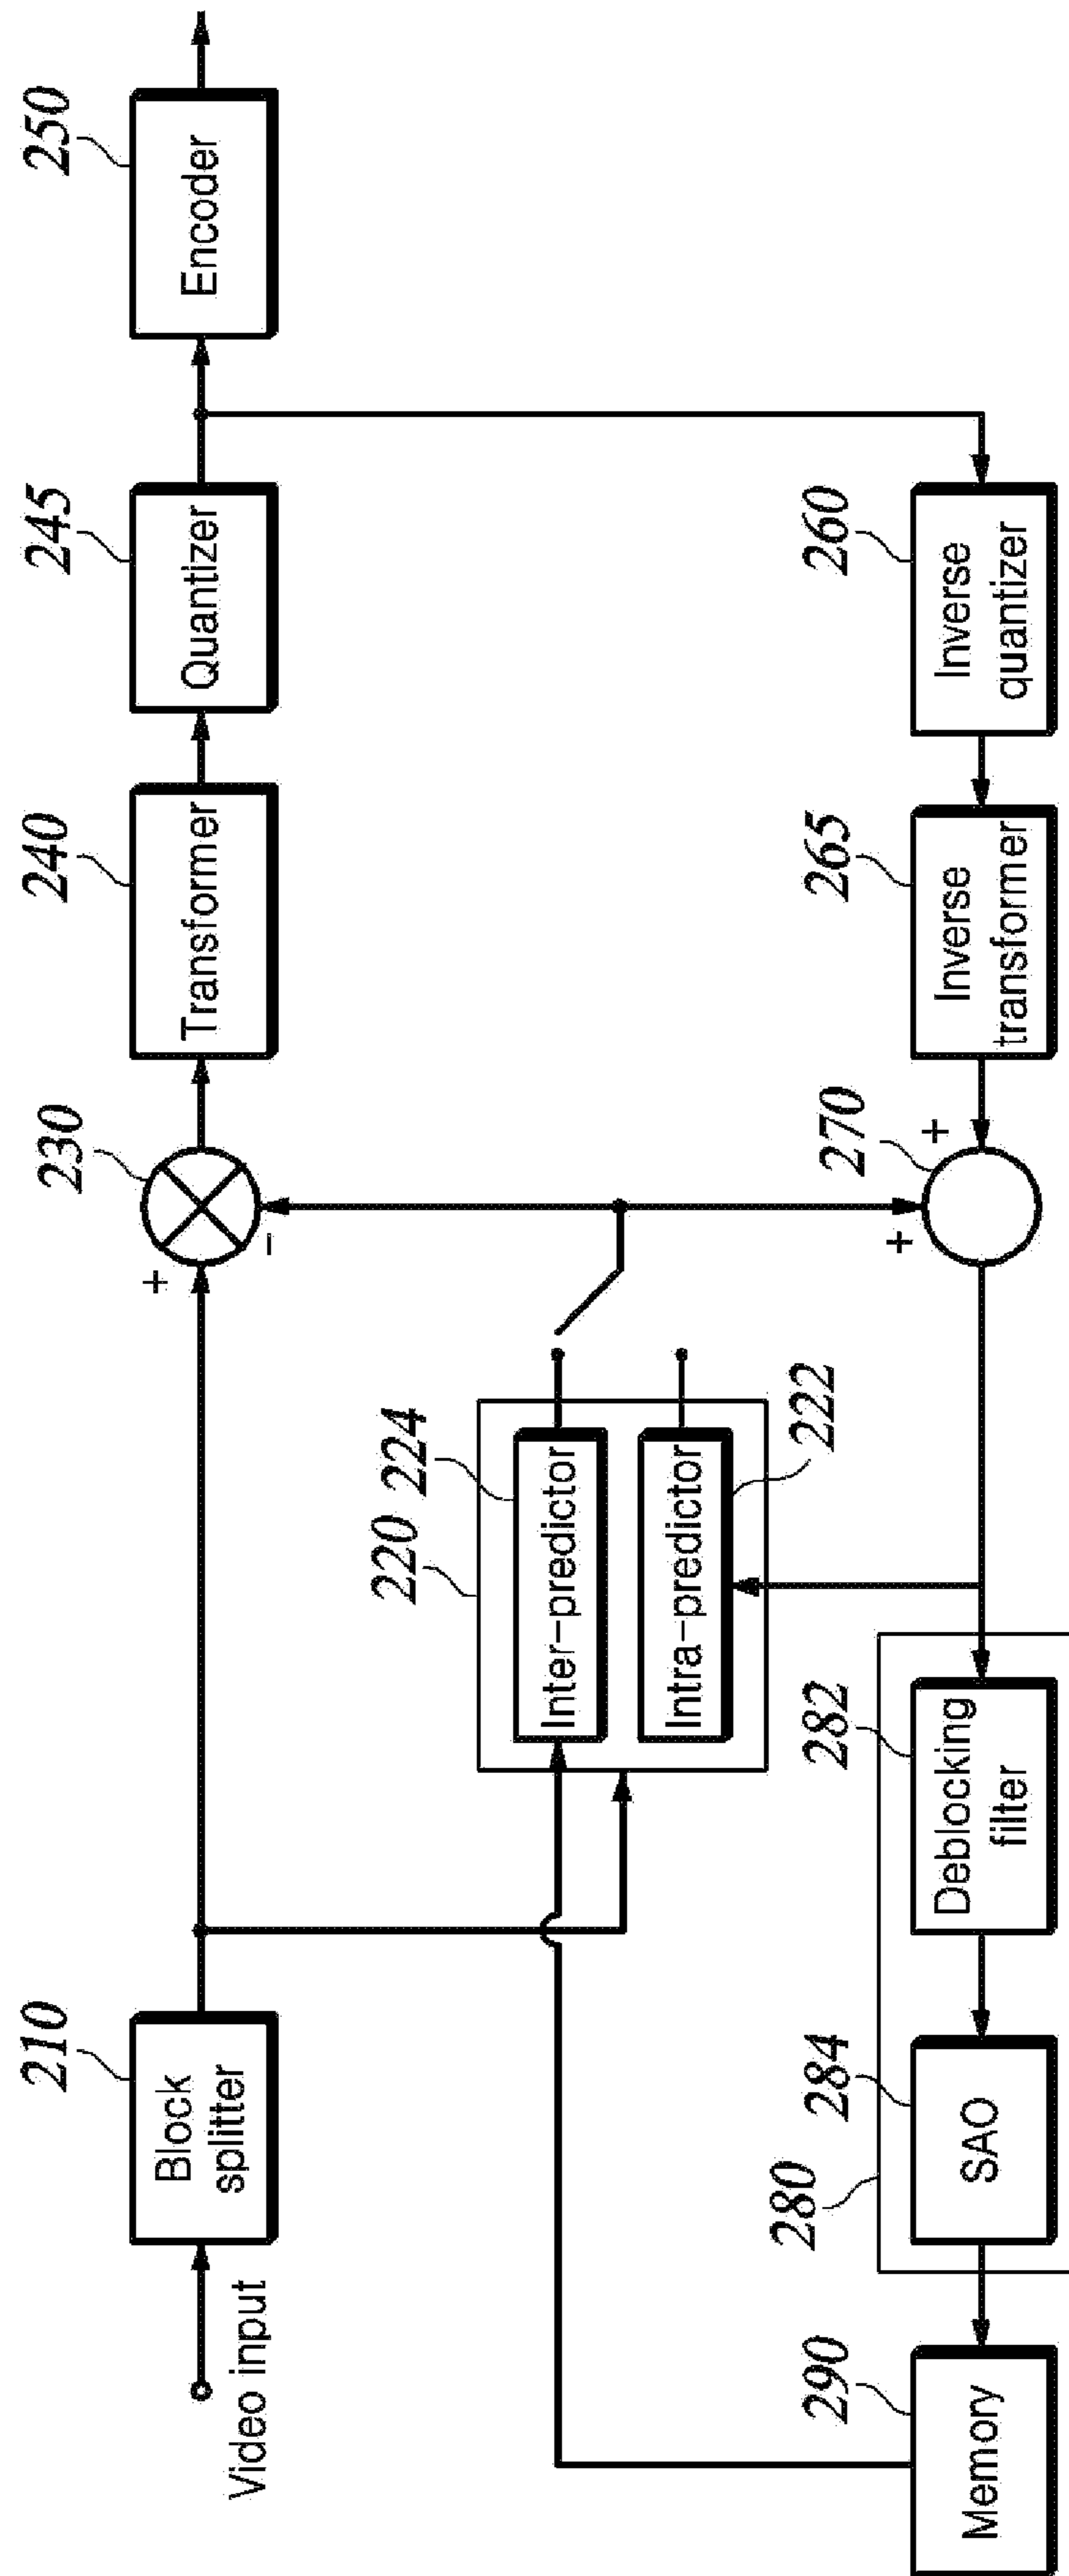 210
Block
splitter
Video input
230
+
-
240
Transformer
245
Quantizer
250
Encoder
220
224
Inter-predictor
Intra-predictor
222
260
Inverse
quantizer
265
Inverse
transformer
270
+
+
280
282
Deblocking
filter
284
SAO
290
Memory